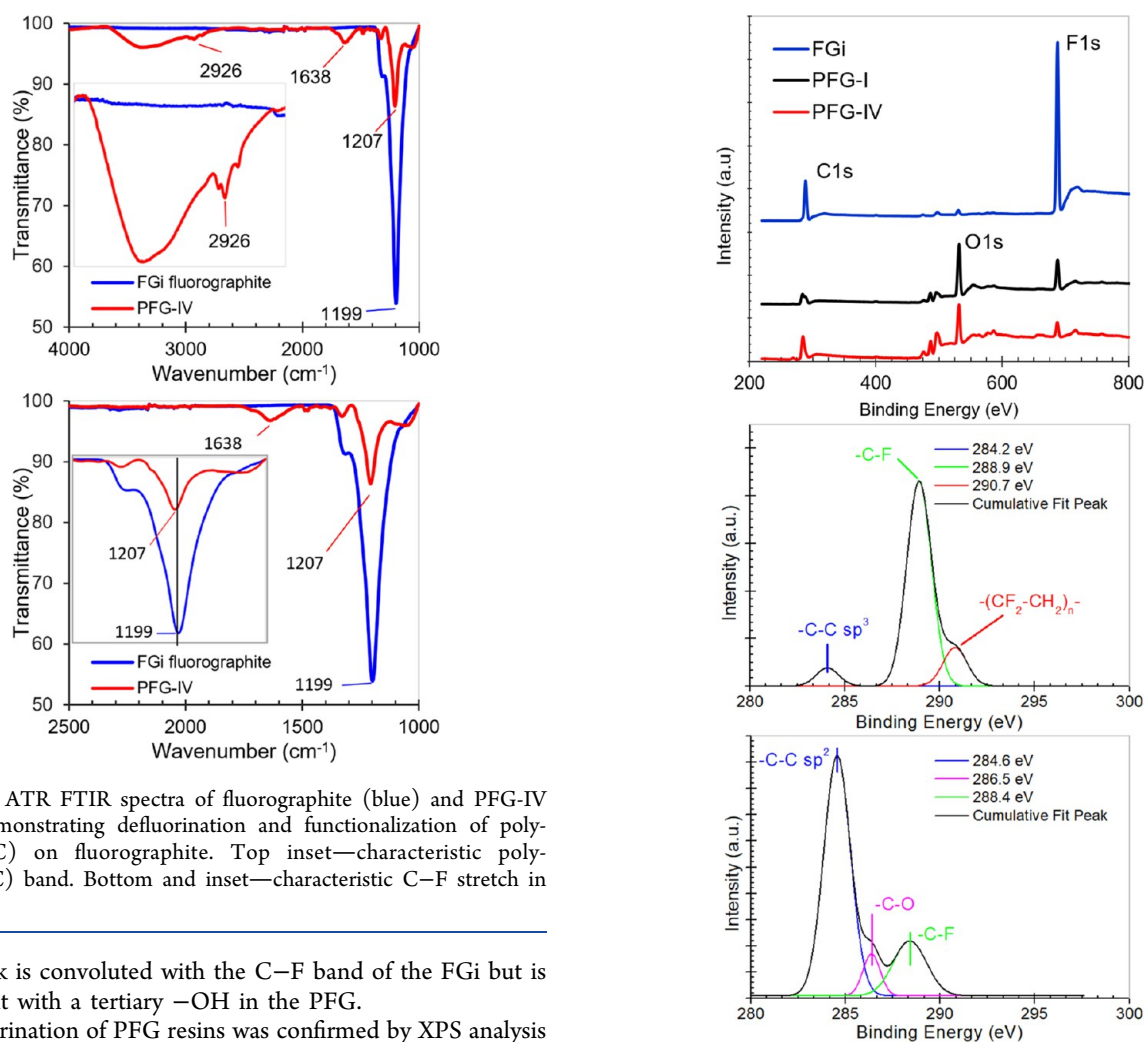 100
90
80
70
60
50
Transmittance (%)
2926
1638
1207
2926
1199
FGi fluorographite
PFG-IV
4000 3000 2000 1000
Wavenumber (cm-1)
100
90
80
70
60
50
Transmittance (%)
1638
1207
1207
1199
1199
FGi fluorographite
PFG-IV
2500 2000 1500 1000
Wavenumber (cm-1)
ATR FTIR spectra of fluorographite (blue) and PFG-IV
monstrating defluorination and functionalization of poly-
C) on fluorographite. Top inset—characteristic poly-
C) band. Bottom and inset—characteristic C−F stretch in
k is convoluted with the C−F band of the FGi but is
t with a tertiary −OH in the PFG.
rination of PFG resins was confirmed by XPS analysis
FGi
PFG-I
PFG-IV
F1s
C1s
O1s
Intensity (a.u)
200 400 600 800
Binding Energy (eV)
-C-F
284.2 eV
288.9 eV
290.7 eV
Cumulative Fit Peak
-(CF2-CH2)n-
-C-C sp3
Intensity (a.u.)
280 285 290 295 300
Binding Energy (eV)
-C-C sp2
284.6 eV
286.5 eV
288.4 eV
Cumulative Fit Peak
-C-O
-C-F
Intensity (a.u.)
280 285 290 295 300
Binding Energy (eV)